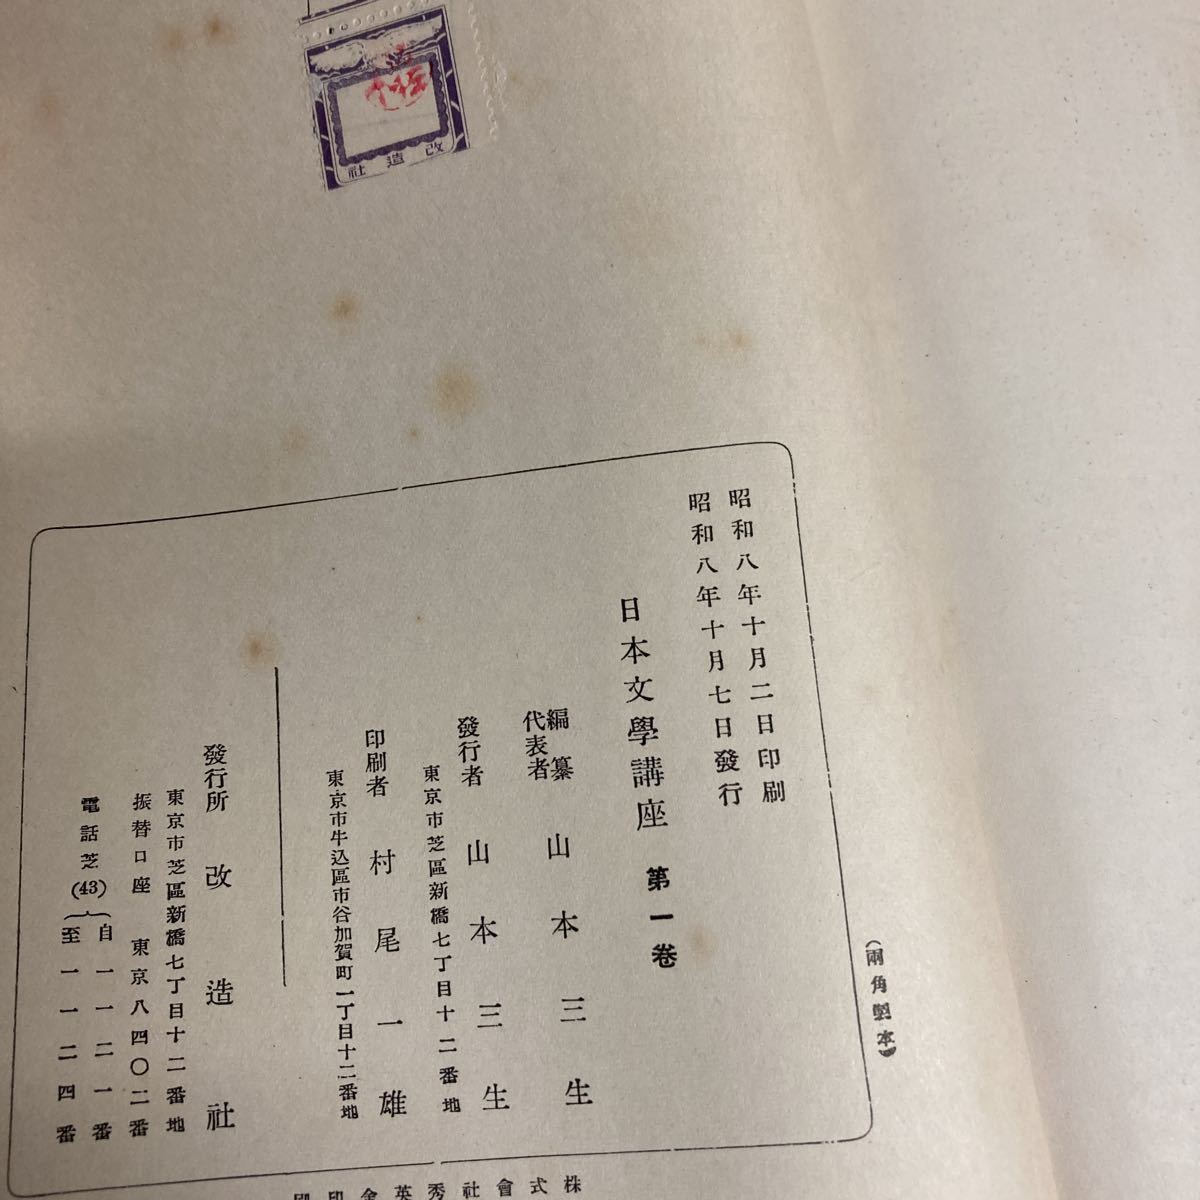 改造社
昭和八年十月二日印刷
昭和八年十月七日發行
日本文學講座 第一卷
編纂
代表者 山本三生
發行者 山本三生
東京市芝區新橋七丁目十二番地
印刷者 村尾一雄
東京市牛込區市谷加賀町一丁目十二番地
發行所 改造社
東京市芝區新橋七丁目十二番地
振替口座 東京八四〇二番
電話芝(43)
自一一二一番
至一一二四番
(兩角製本)
株式會社秀英舍印刷